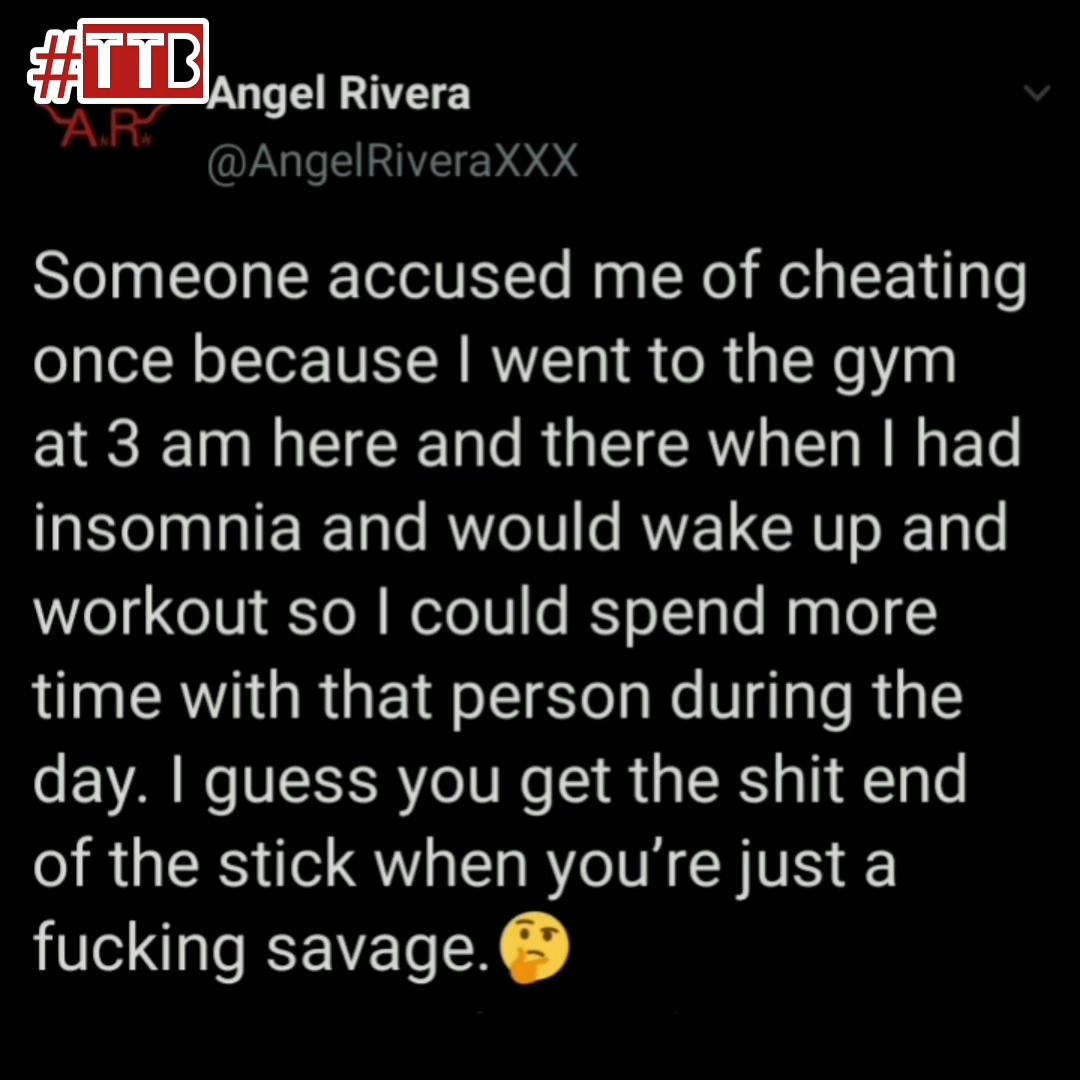 #TTB
Angel Rivera
A.R.
@AngelRiveraXXX
Someone accused me of cheating
once because I went to the gym
at 3 am here and there when I had
insomnia and would wake up and
workout so I could spend more
time with that person during the
day. I guess you get the shit end
of the stick when you’re just a
fucking savage.🤔